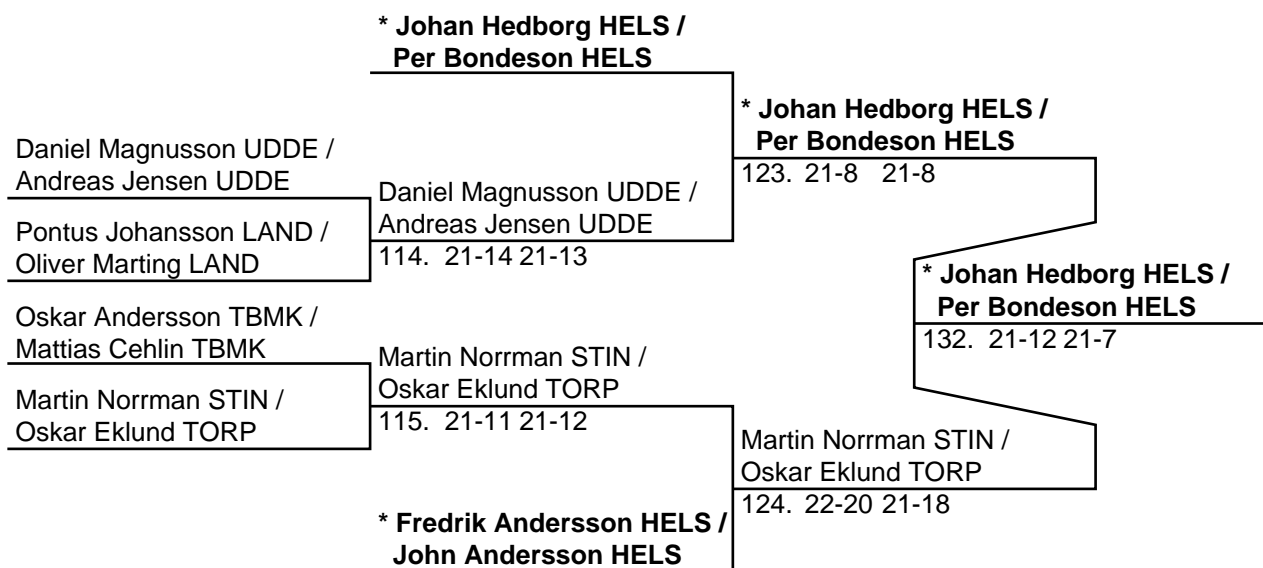 * Johan Hedborg HELS /
Per Bondeson HELS
* Johan Hedborg HELS /
Per Bondeson HELS
123. 21-8 21-8
Daniel Magnusson UDDE /
Andreas Jensen UDDE
Daniel Magnusson UDDE /
Andreas Jensen UDDE
114. 21-14 21-13
Pontus Johansson LAND /
Oliver Marting LAND
* Johan Hedborg HELS /
Per Bondeson HELS
132. 21-12 21-7
Oskar Andersson TBMK /
Mattias Cehlin TBMK
Martin Norrman STIN /
Oskar Eklund TORP
115. 21-11 21-12
Martin Norrman STIN /
Oskar Eklund TORP
Martin Norrman STIN /
Oskar Eklund TORP
124. 22-20 21-18
* Fredrik Andersson HELS /
John Andersson HELS